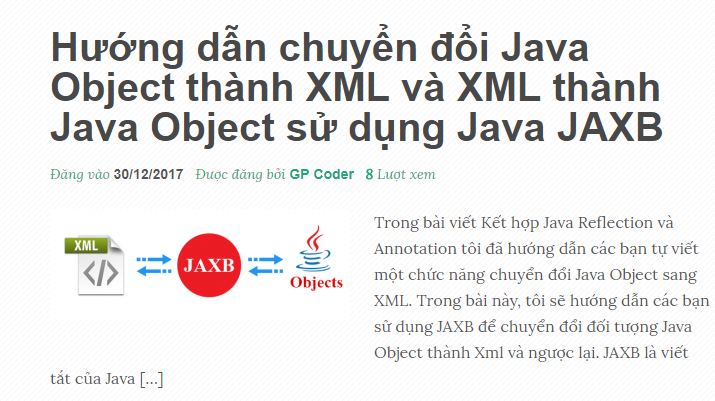 Hướng dẫn chuyển đổi Java
Object thành XML và XML thành
Java Object sử dụng Java JAXB
Đăng vào 30/12/2017 Được đăng bởi GP Coder 8 Lượt xem
XML
JAXB
Java
Objects
Trong bài viết Kết hợp Java Reflection và
Annotation tôi đã hướng dẫn các bạn tự viết
một chức năng chuyển đổi Java Object sang
XML. Trong bài này, tôi sẽ hướng dẫn các bạn
sử dụng JAXB để chuyển đổi đối tượng Java
Object thành Xml và ngược lại. JAXB là viết
tắt của Java [...]